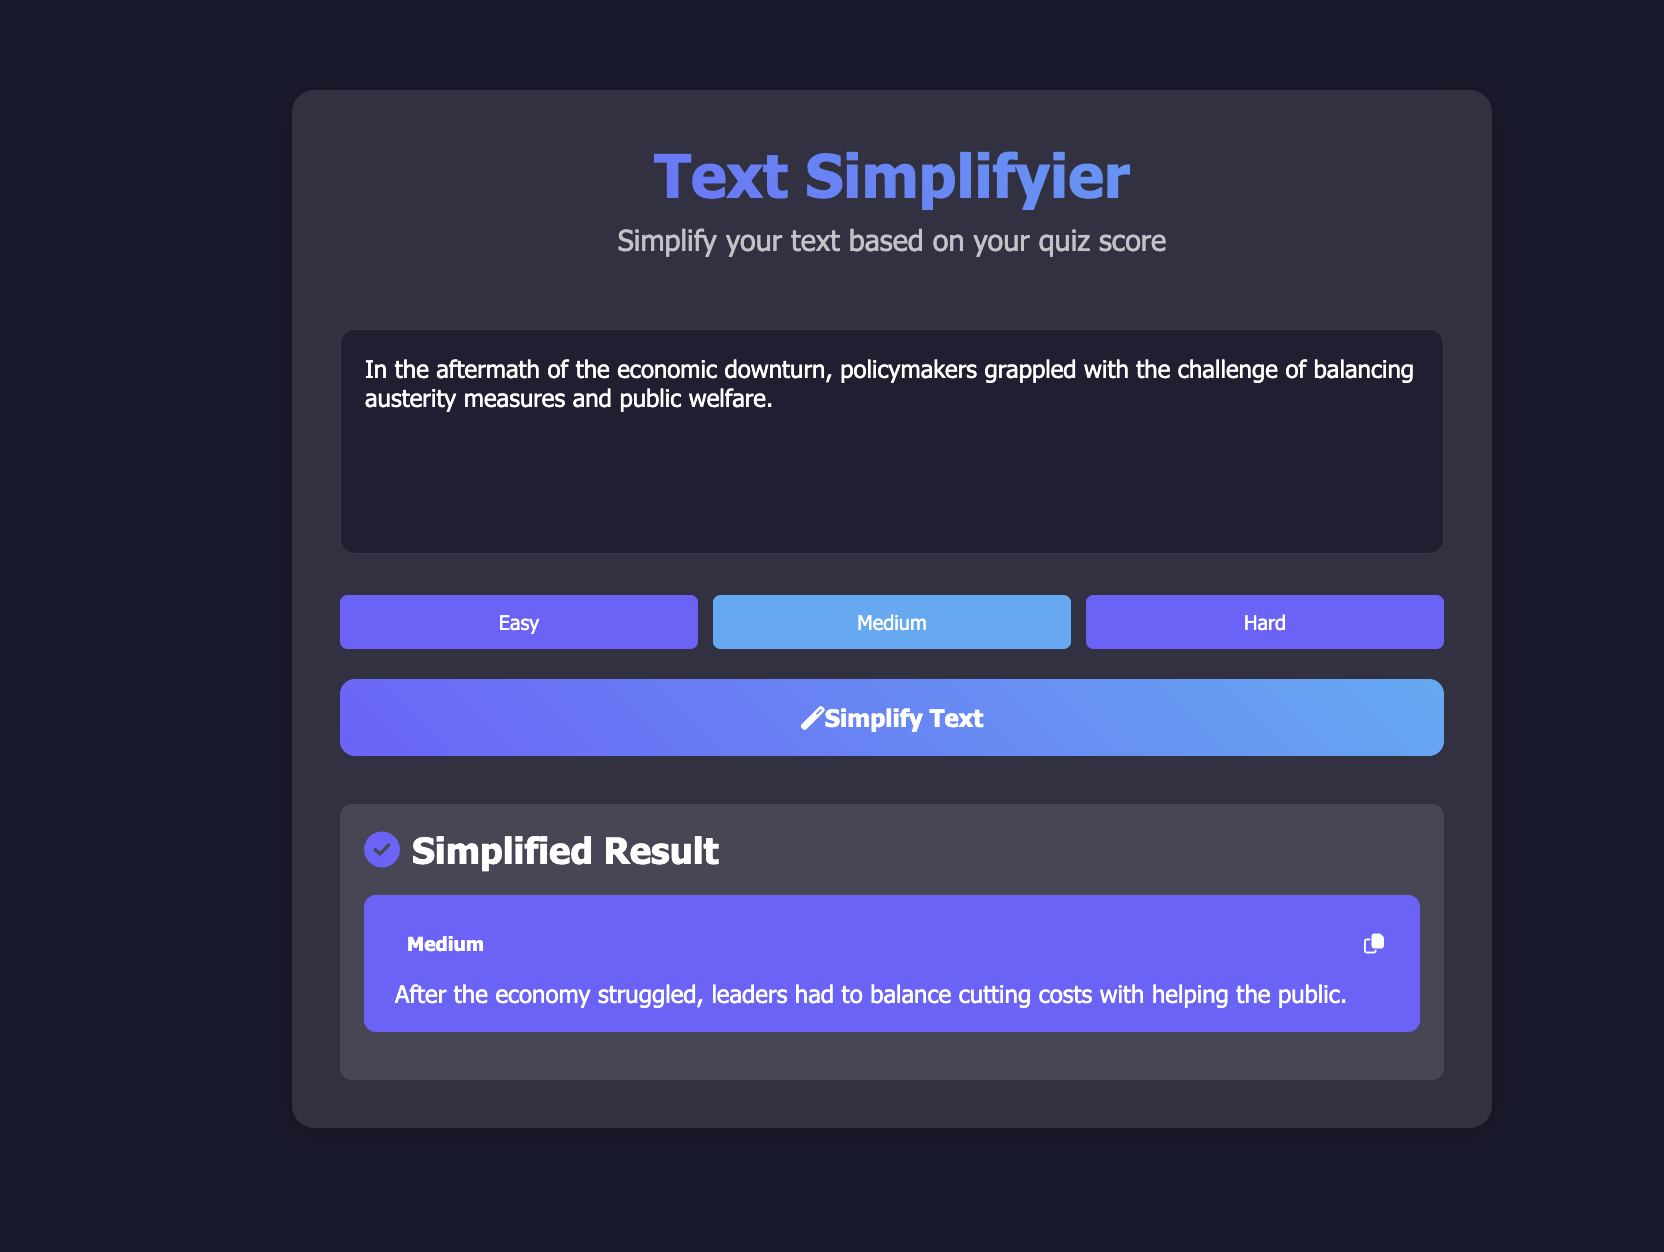 Text Simplifyier
Simplify your text based on your quiz score
In the aftermath of the economic downturn, policymakers grappled with the challenge of balancing
austerity measures and public welfare.
Easy
Medium
Hard
Simplify Text
Simplified Result
Medium
After the economy struggled, leaders had to balance cutting costs with helping the public.